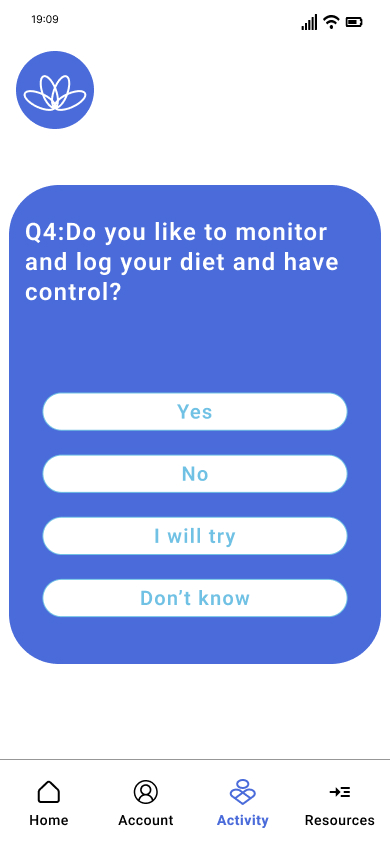 19:09
Q4:Do you like to monitor
and log your diet and have
control?
Yes
No
I will try
Don’t know
Home
Account
Activity
Resources